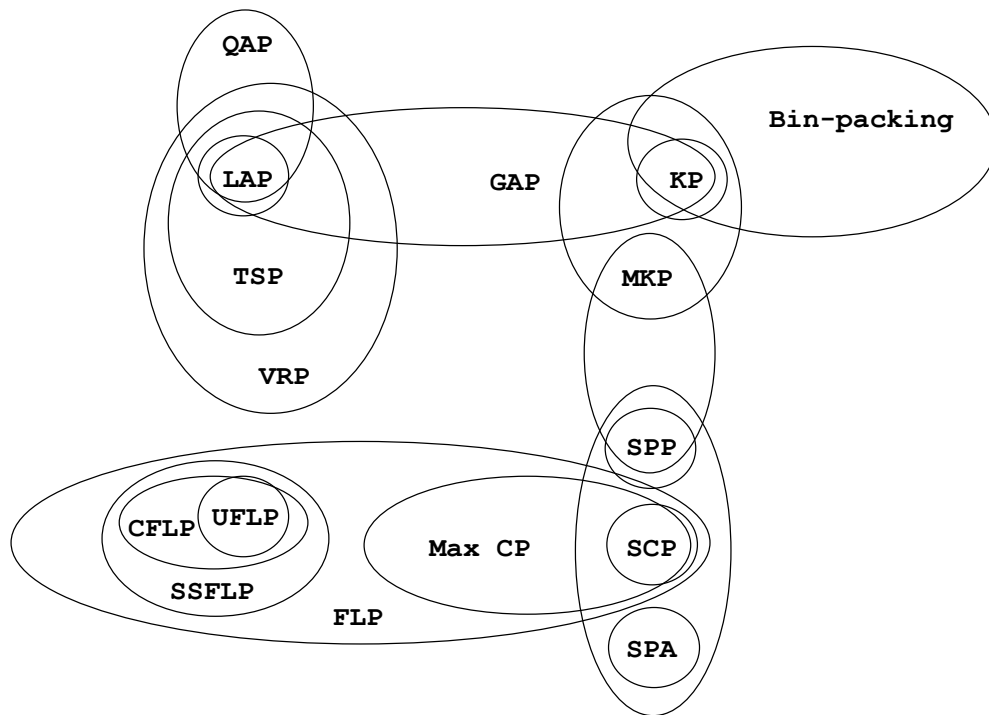 QAP
Bin-packing
LAP
GAP
KP
TSP
MKP
VRP
SPP
UFLP
CFLP
Max CP
SCP
SSFLP
FLP
SPA